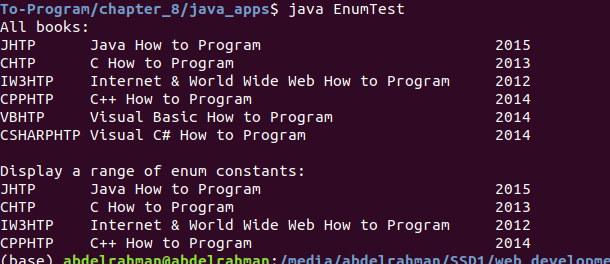 To-Program/chapter_8/java_apps$ java EnumTest
All books:
JHTP Java How to Program 2015
CHTP C How to Program 2013
IW3HTP Internet & World Wide Web How to Program 2012
CPPHTP C++ How to Program 2014
VBHTP Visual Basic How to Program 2014
CSHARPHTP Visual C# How to Program 2014
Display a range of enum constants:
JHTP Java How to Program 2015
CHTP C How to Program 2013
IW3HTP Internet & World Wide Web How to Program 2012
CPPHTP C++ How to Program 2014
(base) abdelrahman@abdelrahman:/media/abdelrahman/SSD1/web developme